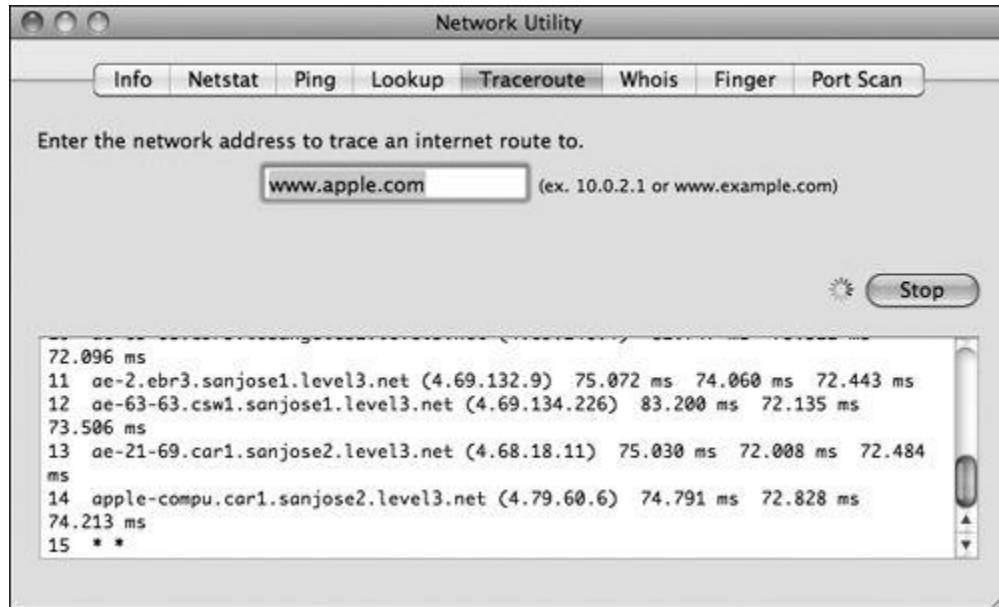 Network Utility
Info Netstat Ping Lookup Traceroute Whois Finger Port Scan
Enter the network address to trace an internet route to.
www.apple.com (ex. 10.0.2.1 or www.example.com)
Stop
72.096 ms
11 ae-2.ebr3.sanjose1.level3.net (4.69.132.9) 75.072 ms 74.060 ms 72.443 ms
12 ae-63-63.csw1.sanjose1.level3.net (4.69.134.226) 83.200 ms 72.135 ms
73.506 ms
13 ae-21-69.car1.sanjose2.level3.net (4.68.18.11) 75.030 ms 72.008 ms 72.484
ms
14 apple-compu.car1.sanjose2.level3.net (4.79.60.6) 74.791 ms 72.828 ms
74.213 ms
15 * *